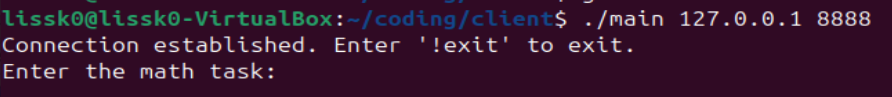 lissk0@lissk0-VirtualBox:~/coding/client$ ./main 127.0.0.1 8888
Connection established. Enter '!exit' to exit.
Enter the math task: